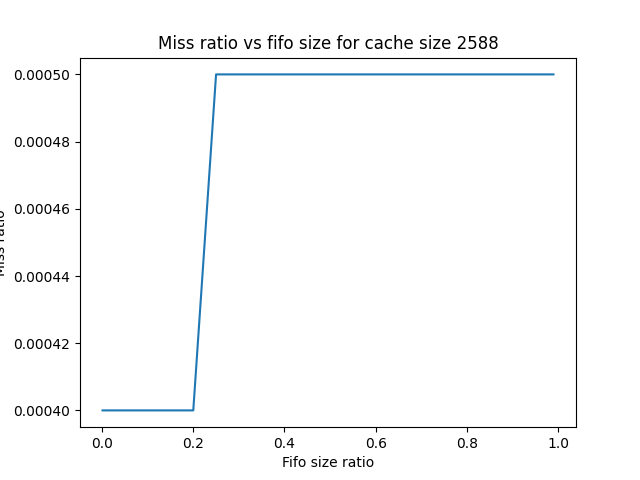 Miss ratio vs fifo size for cache size 2588
0.00050
0.00048
0.00046
0.00044
0.00042
0.00040
Miss ratio
0.0 0.2 0.4 0.6 0.8 1.0
Fifo size ratio